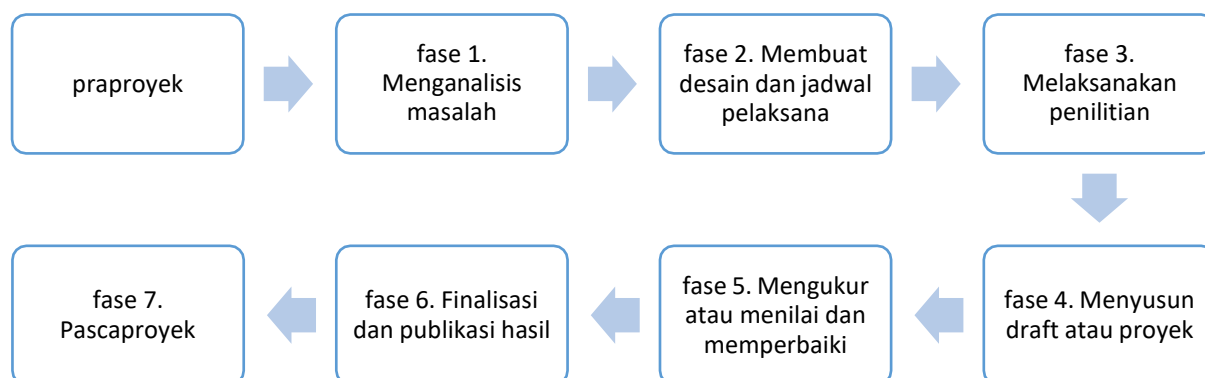 praproyek
fase 1.
Menganalisis
masalah
fase 2. Membuat
desain dan jadwal
pelaksana
fase 3.
Melaksanakan
penilitian
fase 4. Menyusun
draft atau proyek
fase 5. Mengukur
atau menilai dan
memperbaiki
fase 6. Finalisasi
dan publikasi hasil
fase 7.
Pascaproyek